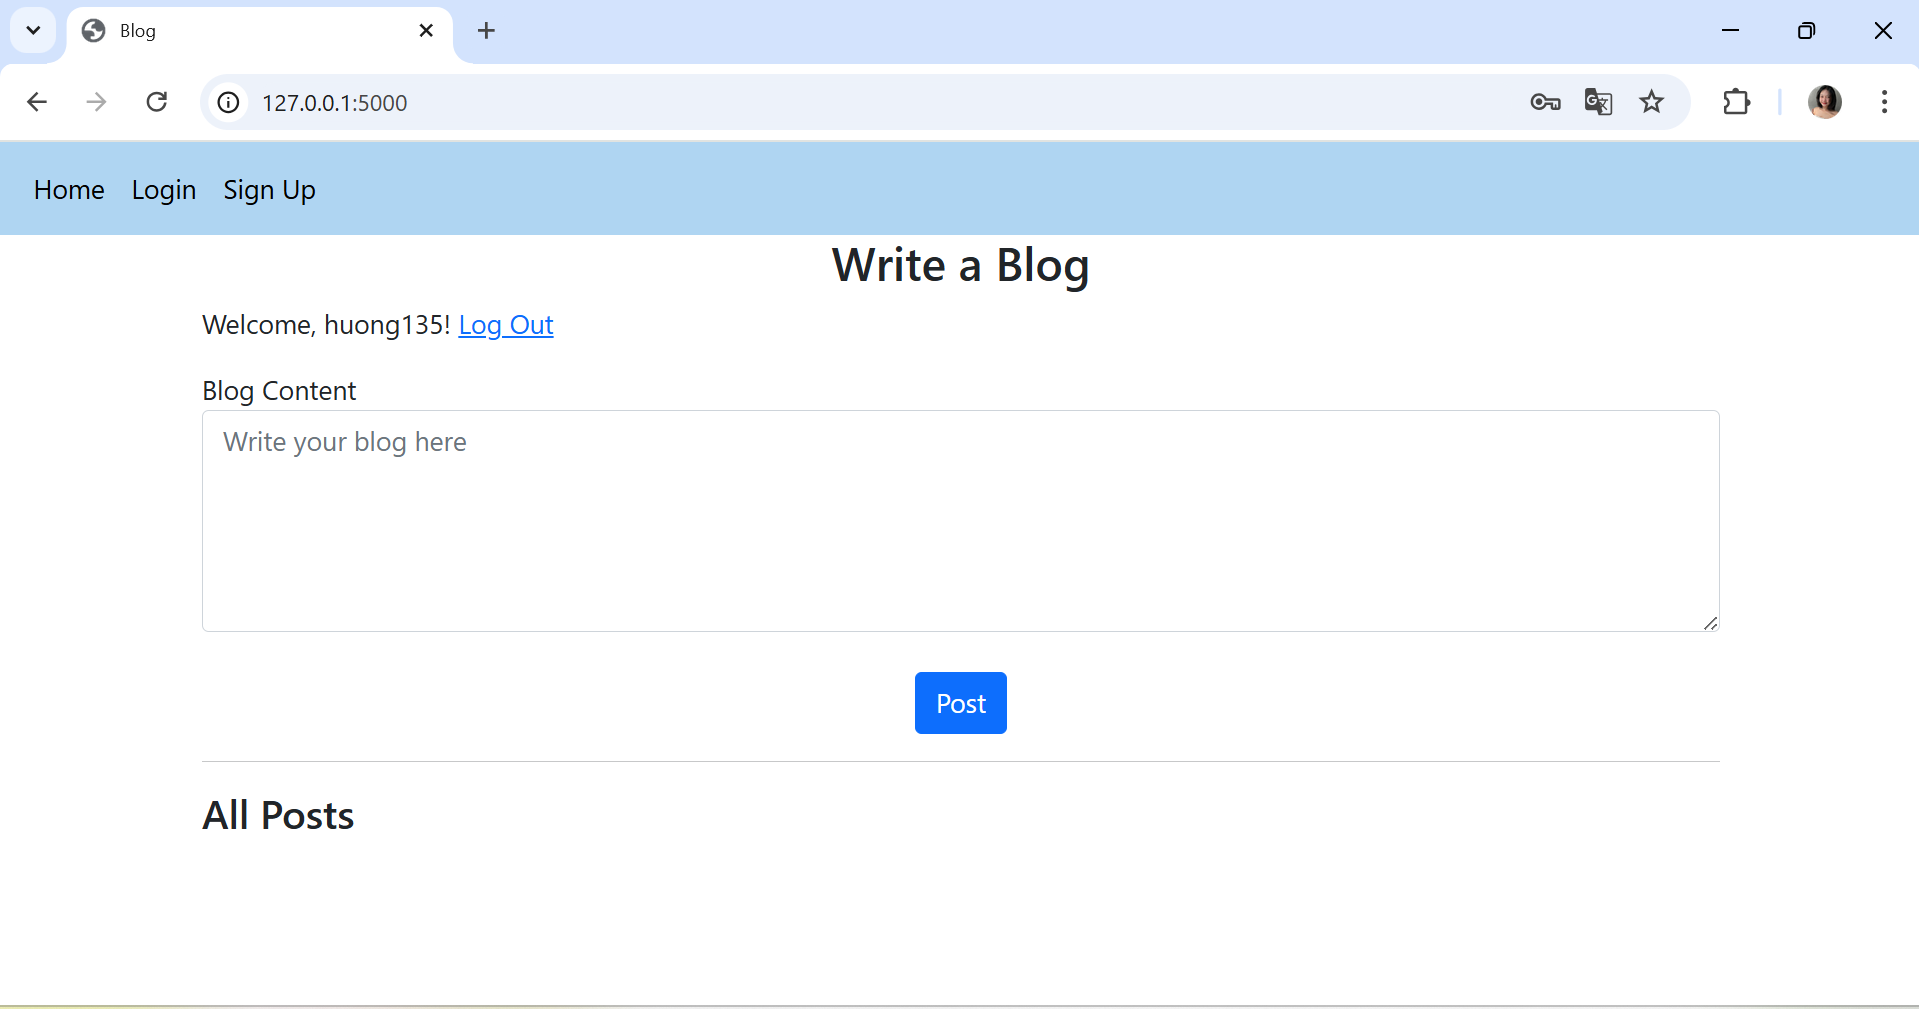 Blog
127.0.0.1:5000
Home Login Sign Up
Write a Blog
Welcome, huong135! Log Out
Blog Content
Write your blog here
Post
All Posts